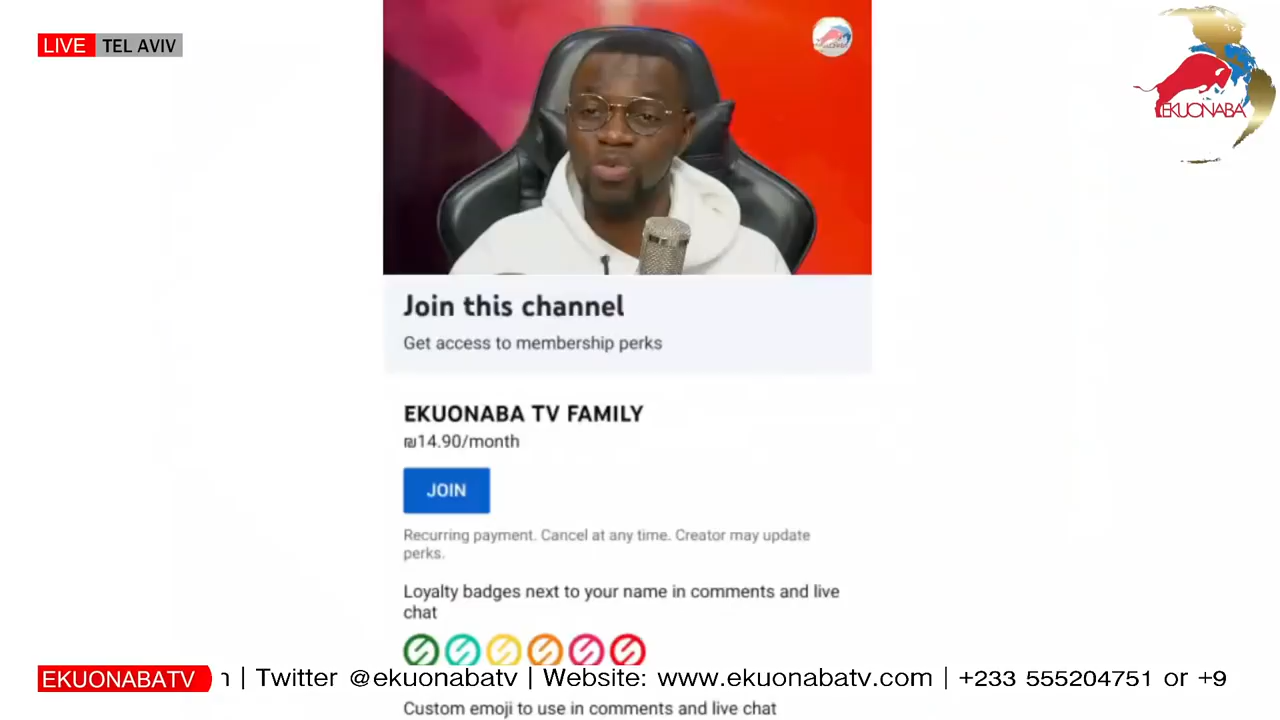 LIVE TEL AVIV
EKUONABA
Join this channel
Get access to membership perks
EKUONABA TV FAMILY
₪14.90/month
JOIN
Recurring payment. Cancel at any time. Creator may update
perks.
Loyalty badges next to your name in comments and live
chat
EKUONABATV
n | Twitter @ekuonabatv | Website: www.ekuonabatv.com | +233 555204751 or +9
Custom emoji to use in comments and live chat